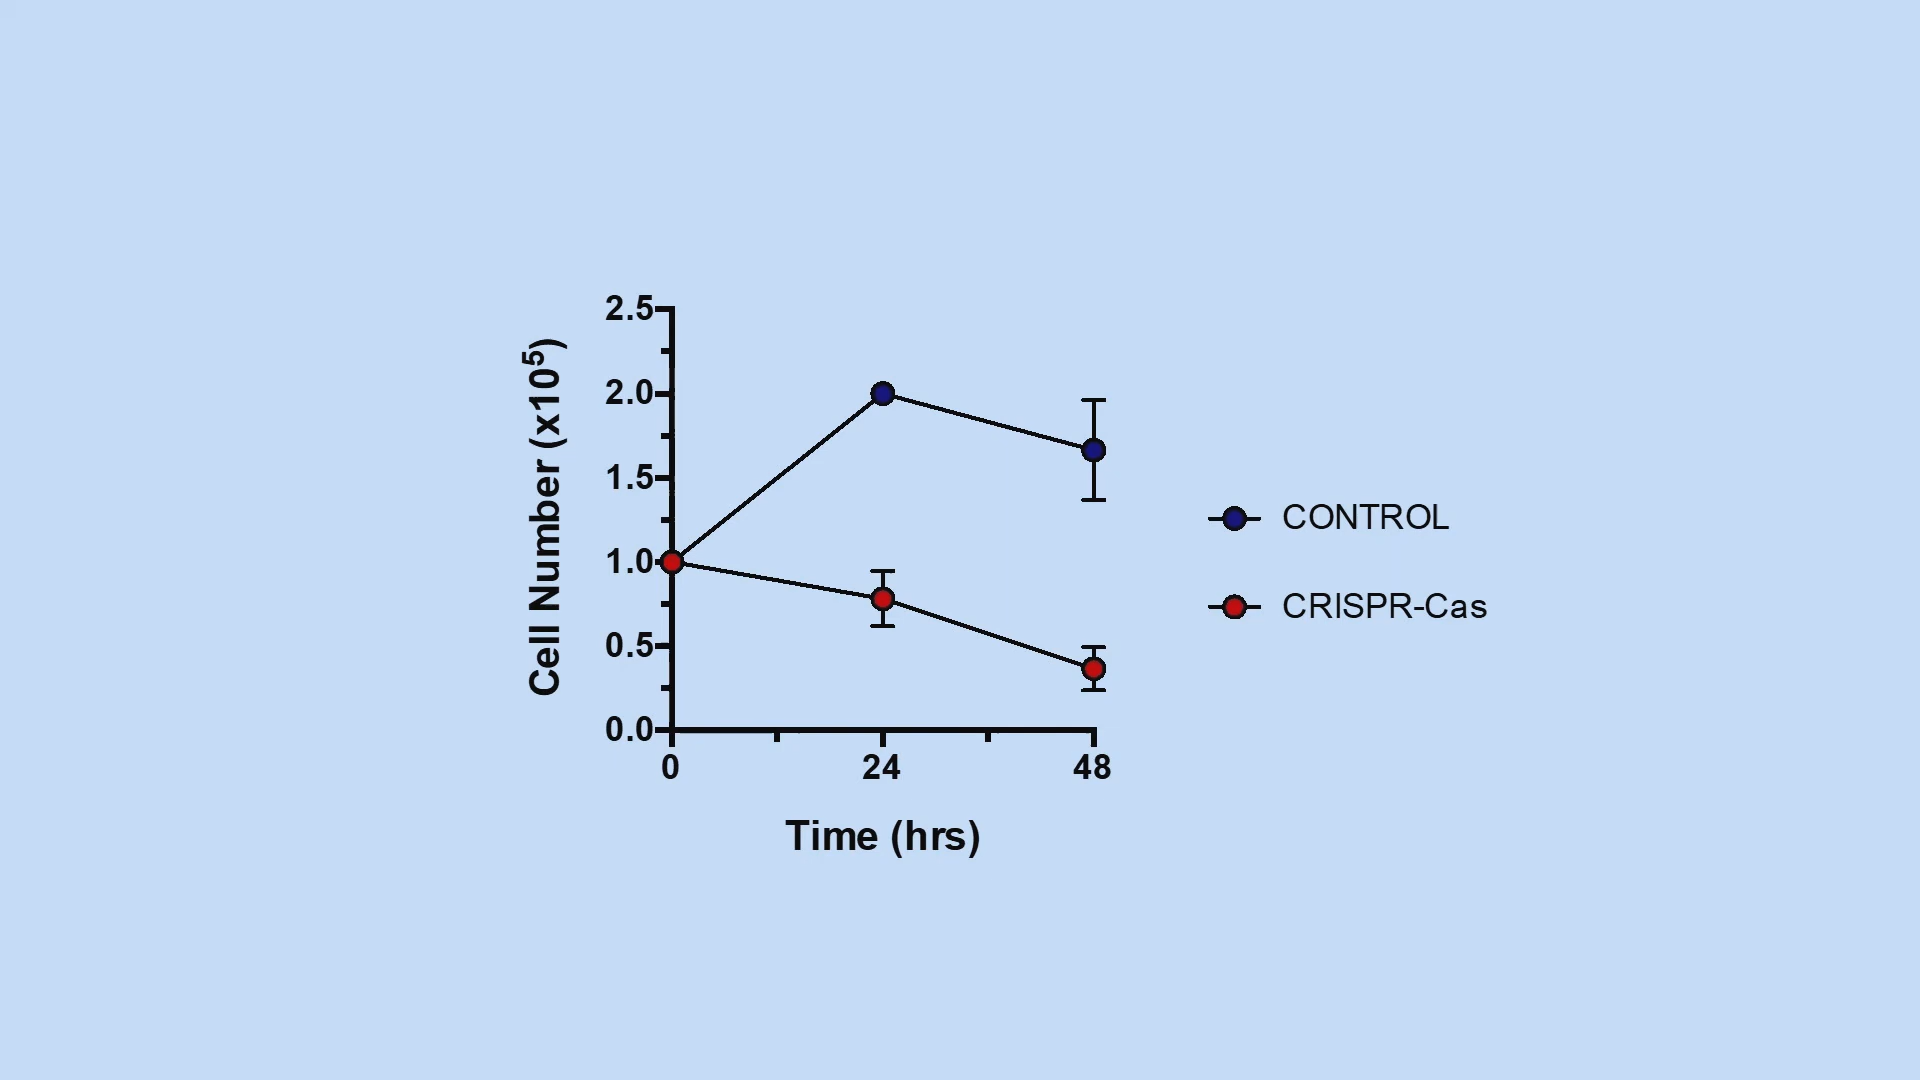 2.5
2.0
1.5
1.0
0.5
0.0
Cell Number (x10⁵)
0 24 48
Time (hrs)
CONTROL
CRISPR-Cas